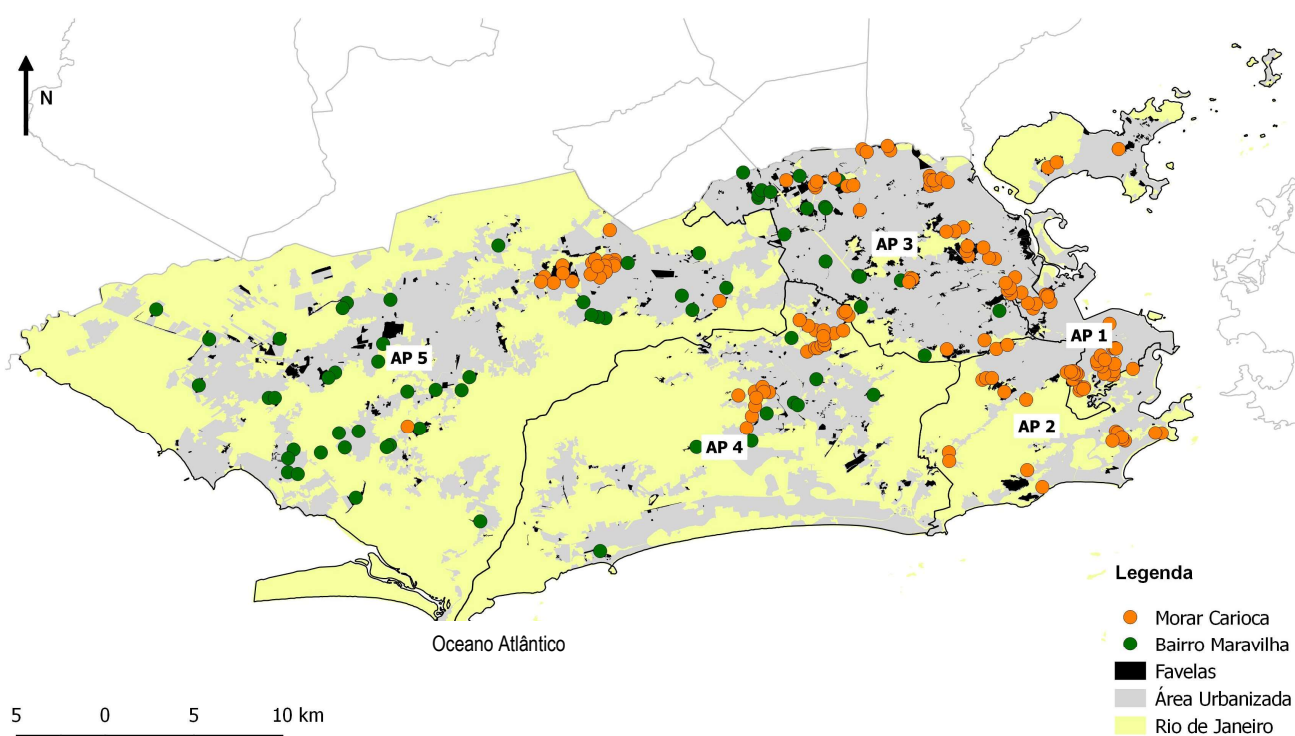 N
AP 3
AP 1
AP 5
AP 2
AP 4
Oceano Atlântico
Legenda
Morar Carioca
Bairro Maravilha
Favelas
Área Urbanizada
Rio de Janeiro
5 0 5 10 km